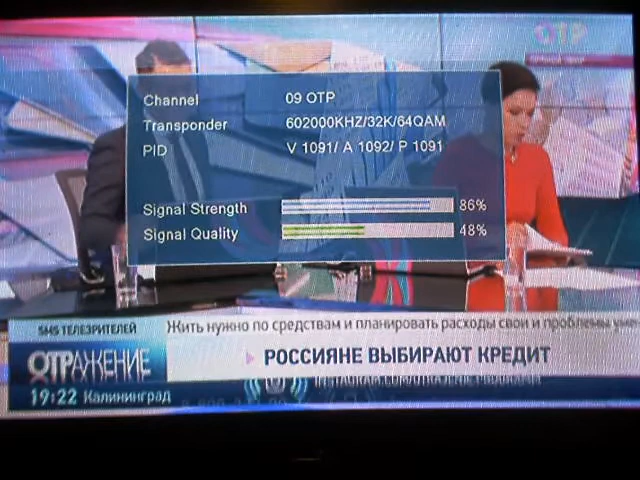 ОТР
Channel 09 ОТР
Transponder 602000KHZ/32K/64QAM
PID V 1091/ A 1092/ P 1091
Signal Strength 86%
Signal Quality 48%
SMS ТЕЛЕЗРИТЕЛЕЙ
Жить нужно по средствам и планировать расходы свои и проблемы
ОТРАЖЕНИЕ
РОССИЯНЕ ВЫБИРАЮТ КРЕДИТ
19:22 Калининград